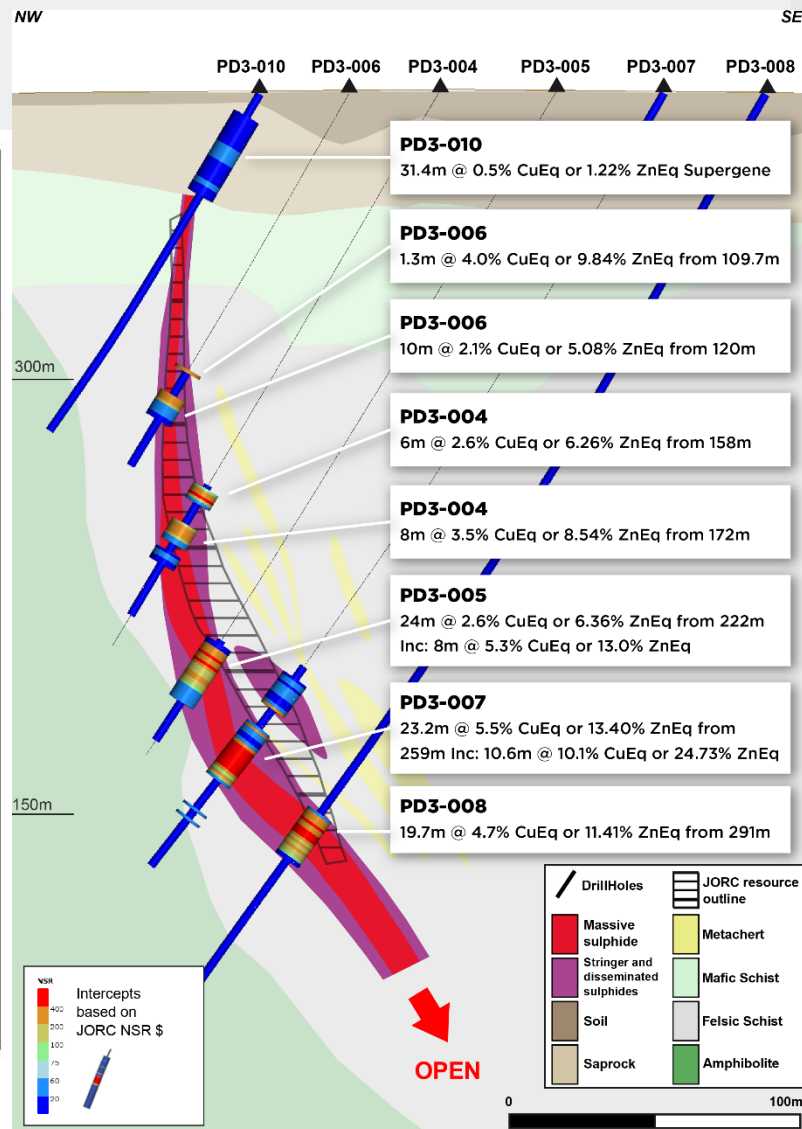 NW
SE
PD3-010
PD3-006
PD3-004
PD3-005
PD3-007
PD3-008
PD3-010
31.4m @ 0.5% CuEq or 1.22% ZnEq Supergene
PD3-006
1.3m @ 4.0% CuEq or 9.84% ZnEq from 109.7m
PD3-006
10m @ 2.1% CuEq or 5.08% ZnEq from 120m
300m
PD3-004
6m @ 2.6% CuEq or 6.26% ZnEq from 158m
PD3-004
8m @ 3.5% CuEq or 8.54% ZnEq from 172m
PD3-005
24m @ 2.6% CuEq or 6.36% ZnEq from 222m
Inc: 8m @ 5.3% CuEq or 13.0% ZnEq
PD3-007
23.2m @ 5.5% CuEq or 13.40% ZnEq from
259m Inc: 10.6m @ 10.1% CuEq or 24.73% ZnEq
150m
PD3-008
19.7m @ 4.7% CuEq or 11.41% ZnEq from 291m
DrillHoles
JORC resource
outline
Massive
sulphide
Metachert
Stringer and
disseminated
sulphides
Mafic Schist
Soil
Felsic Schist
Saprock
Amphibolite
NSR
400
200
100
75
60
20
Intercepts
based on
JORC NSR $
OPEN
0
100m